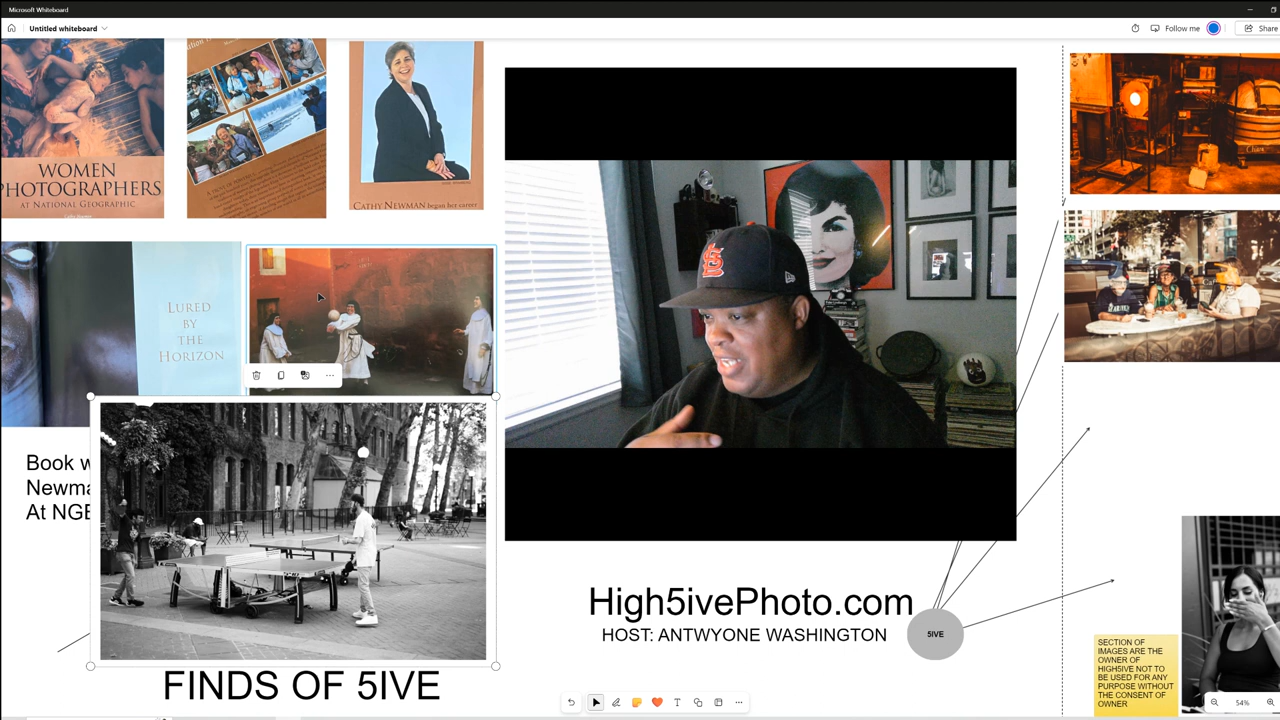 Microsoft Whiteboard
Untitled whiteboard
Follow me
Share
WOMEN
PHOTOGRAPHERS
AT NATIONAL GEOGRAPHIC
CATHY NEWMAN began her career
LURED
BY
THE
HORIZON
Book w
Newma
At NGE
High5ivePhoto.com
HOST: ANTWYONE WASHINGTON
5IVE
FINDS OF 5IVE
SECTION OF
IMAGES ARE THE
OWNER OF
HIGH5IVE NOT TO
BE USED FOR ANY
PURPOSE WITHOUT
THE CONSENT OF
OWNER
54%